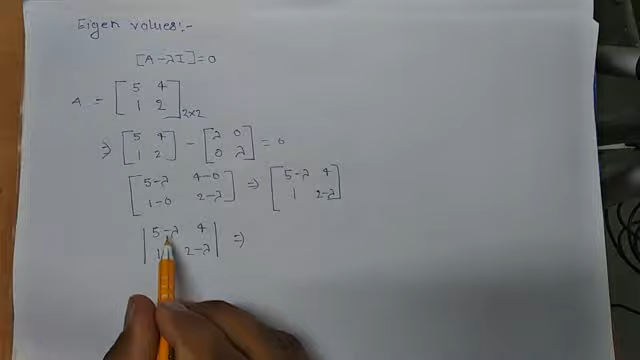 Eigen values:-
[A-λI]=0
A = [5 4
1 2]2×2
⇒ [5 4
1 2] - [λ 0
0 λ] = 0
[5-λ 4-0
1-0 2-λ] ⇒ [5-λ 4
1 2-λ]
|5-λ 4
1 2-λ| ⇒